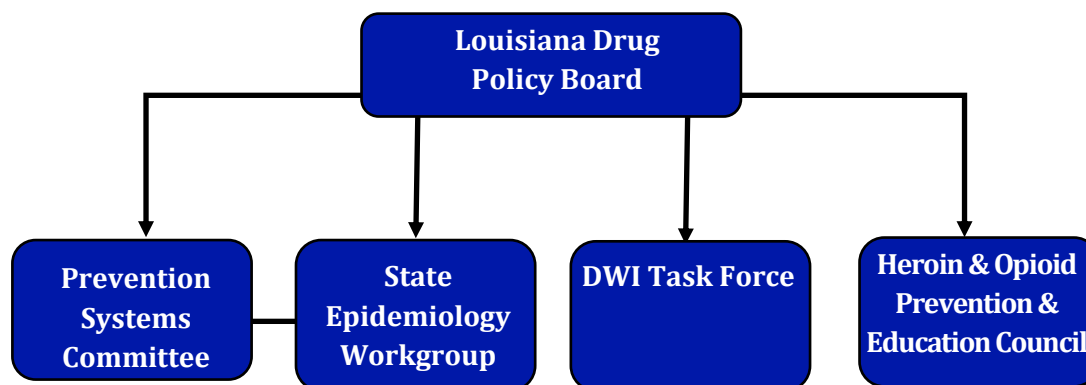 Louisiana Drug
Policy Board
Prevention
Systems
Committee
State
Epidemiology
Workgroup
DWI Task Force
Heroin & Opioid
Prevention &
Education Council